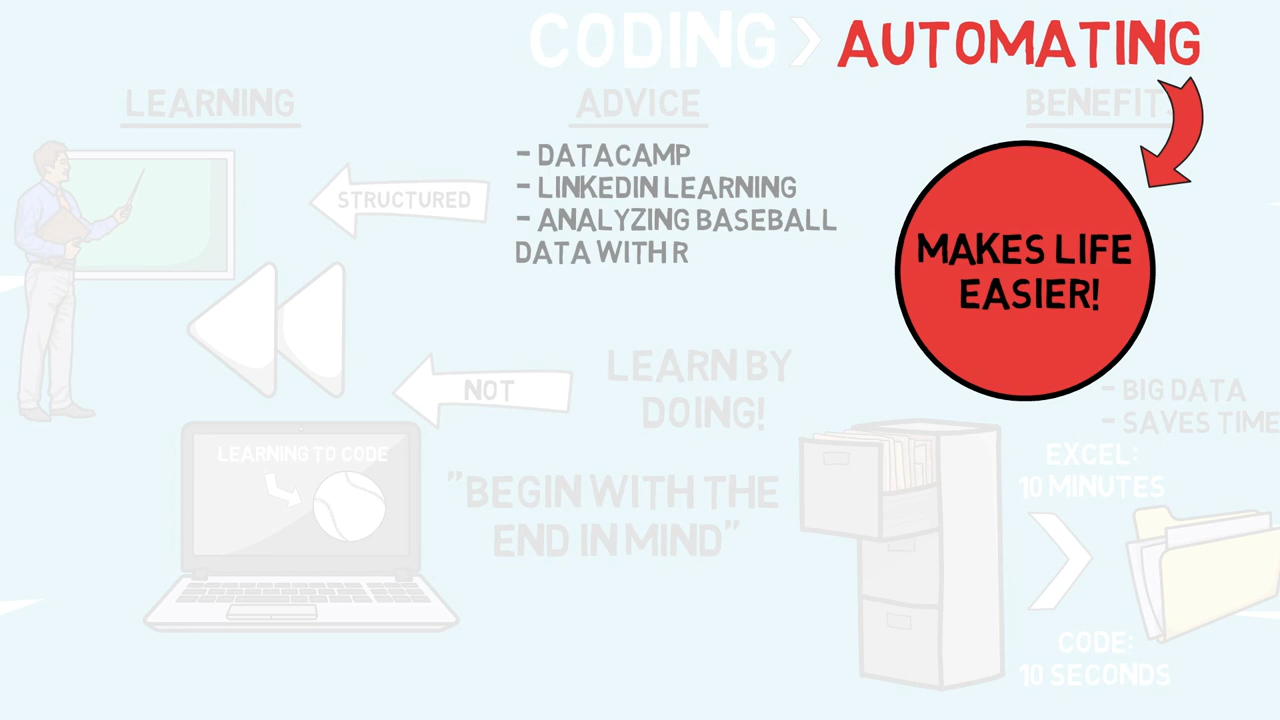 CODING > AUTOMATING
LEARNING
ADVICE
BENEFIT
- DATACAMP
- LINKEDIN LEARNING
- ANALYZING BASEBALL
DATA WITH R
STRUCTURED
MAKES LIFE
EASIER!
NOT
LEARN BY
DOING!
- BIG DATA
- SAVES TIME
LEARNING TO CODE
"BEGIN WITH THE
END IN MIND"
EXCEL:
10 MINUTES
CODE:
10 SECONDS